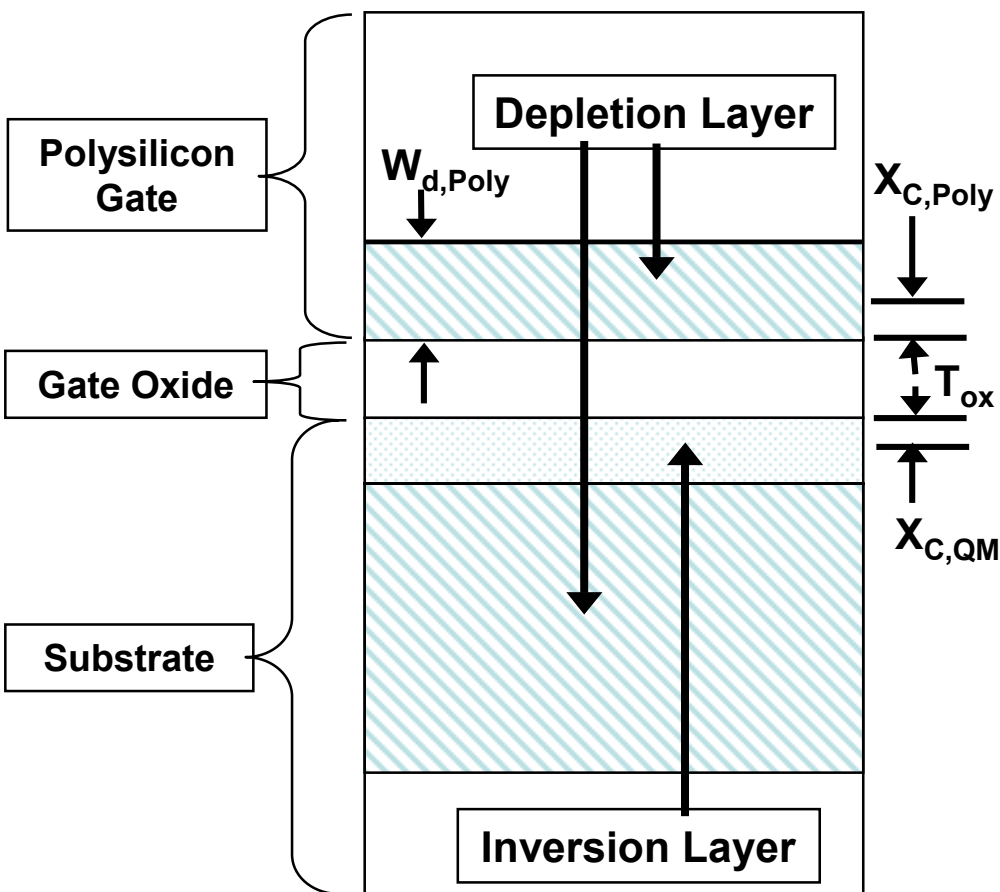 Depletion Layer
Polysilicon
Gate
W_d,Poly
X_C,Poly
Gate Oxide
T_ox
X_C,QM
Substrate
Inversion Layer